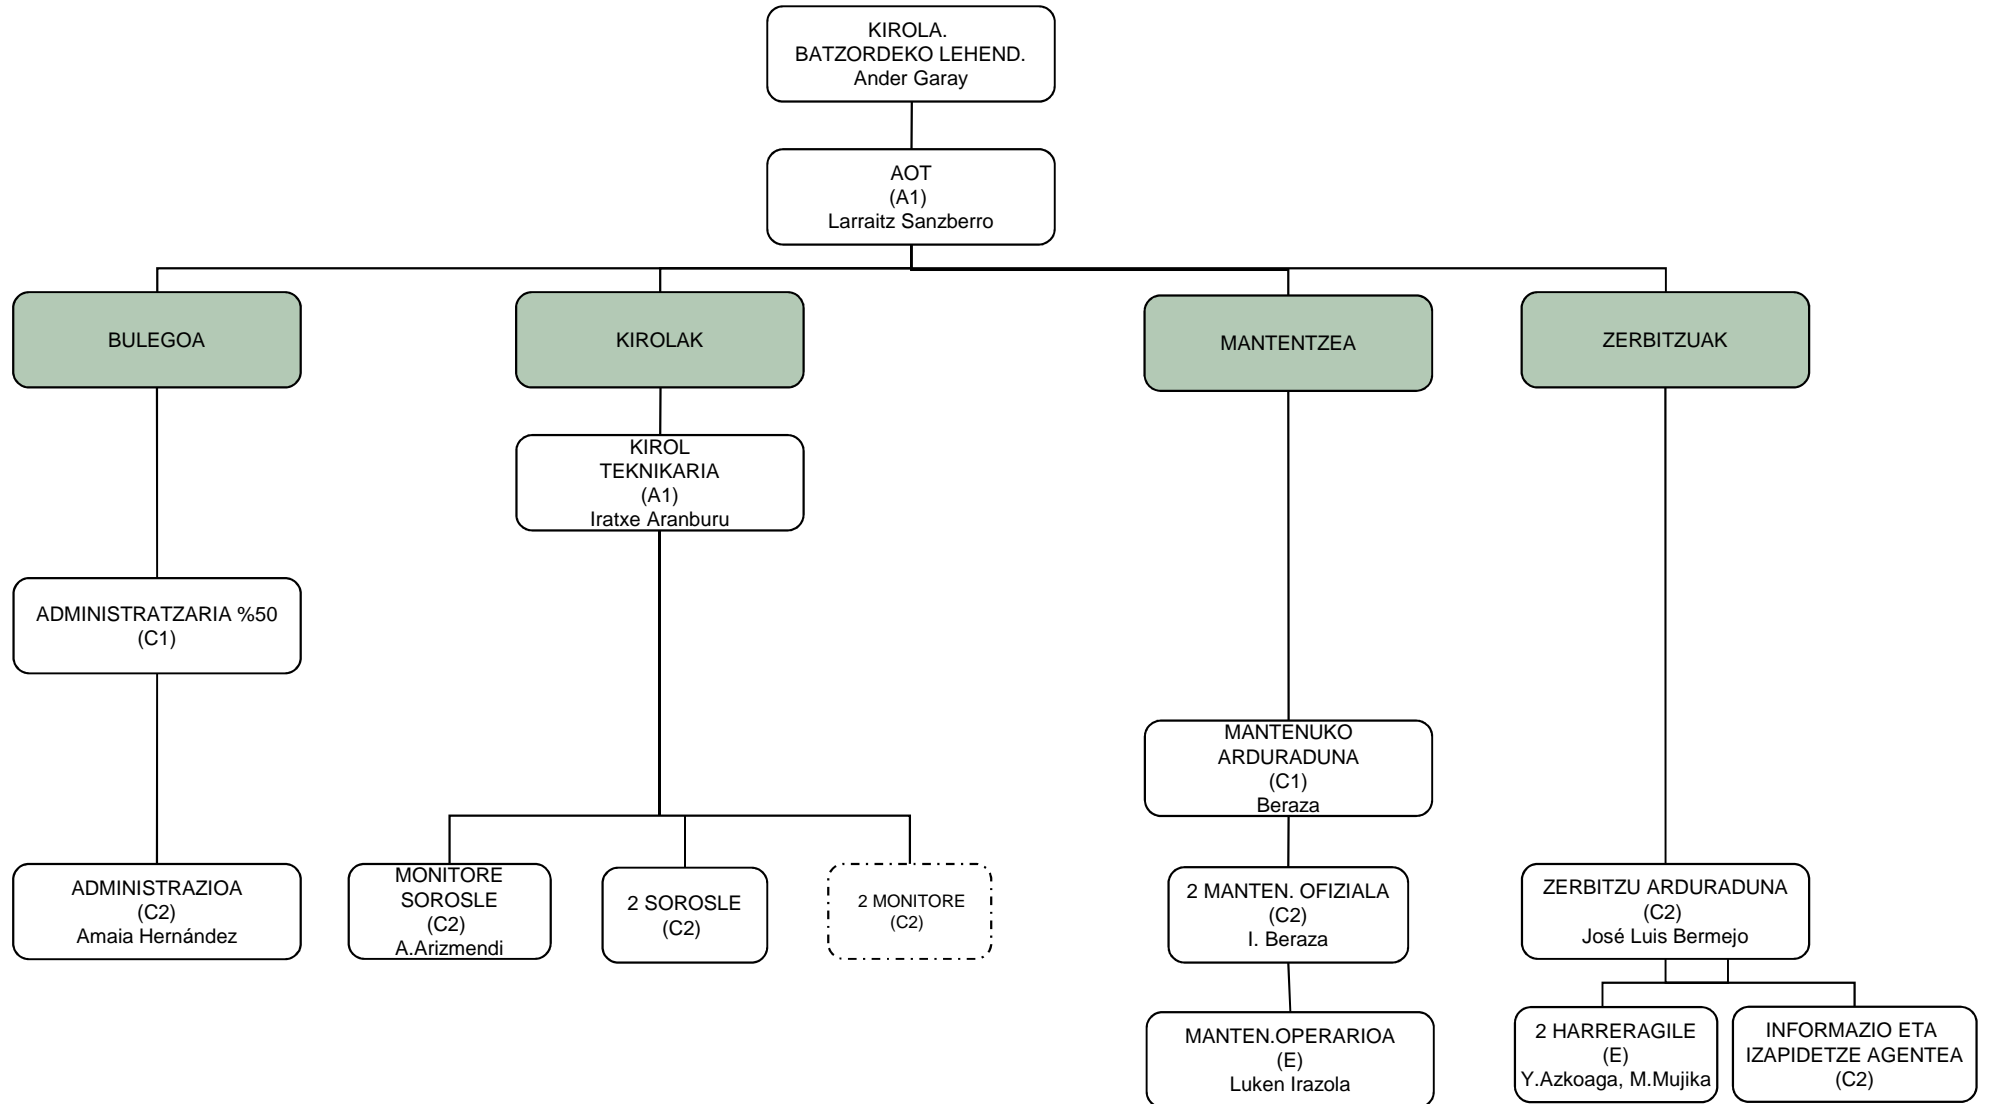 KIROLA.
BATZORDEKO LEHEND.
Ander Garay
AOT
(A1)
Larraitz Sanzberro
BULEGOA
KIROLAK
MANTENTZEA
ZERBITZUAK
KIROL
TEKNIKARIA
(A1)
Iratxe Aranburu
ADMINISTRATZARIA %50
(C1)
MANTENUKO
ARDURADUNA
(C1)
Beraza
ADMINISTRAZIOA
(C2)
Amaia Hernández
MONITORE
SOROSLE
(C2)
A.Arizmendi
2 SOROSLE
(C2)
2 MONITORE
(C2)
2 MANTEN. OFIZIALA
(C2)
I. Beraza
ZERBITZU ARDURADUNA
(C2)
José Luis Bermejo
MANTEN.OPERARIOA
(E)
Luken Irazola
2 HARRERAGILE
(E)
Y.Azkoaga, M.Mujika
INFORMAZIO ETA
IZAPIDETZE AGENTEA
(C2)